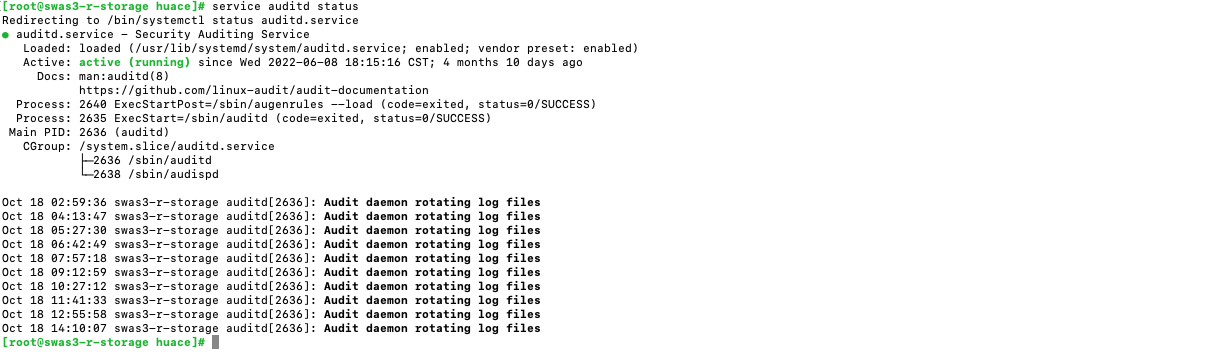 [root@swas3-r-storage huace]# service auditd status
Redirecting to /bin/systemctl status auditd.service
● auditd.service - Security Auditing Service
   Loaded: loaded (/usr/lib/systemd/system/auditd.service; enabled; vendor preset: enabled)
   Active: active (running) since Wed 2022-06-08 18:15:16 CST; 4 months 10 days ago
     Docs: man:auditd(8)
           https://github.com/linux-audit/audit-documentation
  Process: 2640 ExecStartPost=/sbin/augenrules --load (code=exited, status=0/SUCCESS)
  Process: 2635 ExecStart=/sbin/auditd (code=exited, status=0/SUCCESS)
 Main PID: 2636 (auditd)
   CGroup: /system.slice/auditd.service
           ├─2636 /sbin/auditd
           └─2638 /sbin/audispd

Oct 18 02:59:36 swas3-r-storage auditd[2636]: Audit daemon rotating log files
Oct 18 04:13:47 swas3-r-storage auditd[2636]: Audit daemon rotating log files
Oct 18 05:27:30 swas3-r-storage auditd[2636]: Audit daemon rotating log files
Oct 18 06:42:49 swas3-r-storage auditd[2636]: Audit daemon rotating log files
Oct 18 07:57:18 swas3-r-storage auditd[2636]: Audit daemon rotating log files
Oct 18 09:12:59 swas3-r-storage auditd[2636]: Audit daemon rotating log files
Oct 18 10:27:12 swas3-r-storage auditd[2636]: Audit daemon rotating log files
Oct 18 11:41:33 swas3-r-storage auditd[2636]: Audit daemon rotating log files
Oct 18 12:55:58 swas3-r-storage auditd[2636]: Audit daemon rotating log files
Oct 18 14:10:07 swas3-r-storage auditd[2636]: Audit daemon rotating log files
[root@swas3-r-storage huace]#